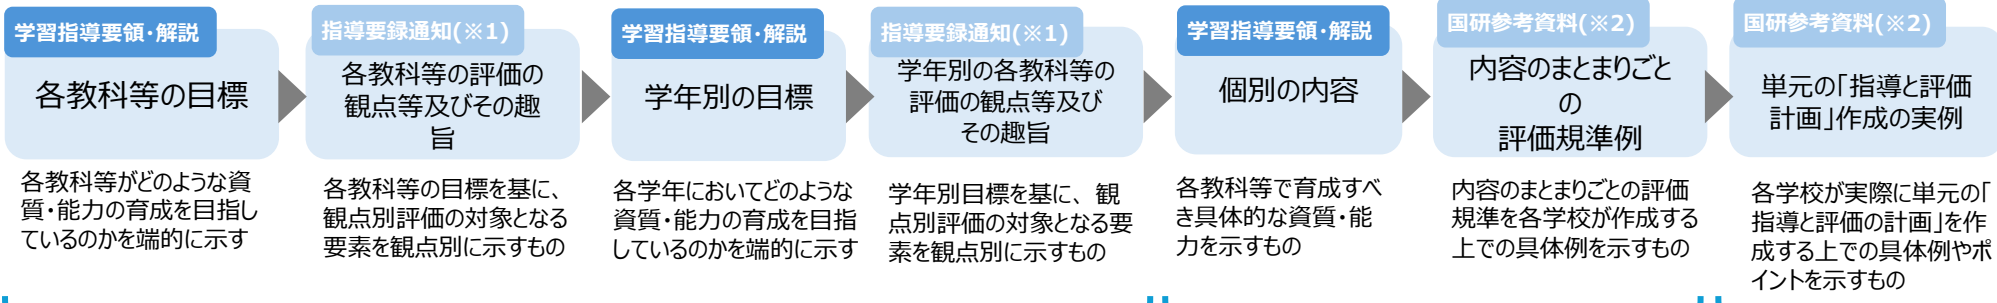 学習指導要領・解説
各教科等の目標
各教科等がどのような資
質・能力の育成を目指し
ているのかを端的に示す
指導要録通知(※1)
各教科等の評価の
観点等及びその趣
旨
各教科等の目標を基に、
観点別評価の対象となる
要素を観点別に示すもの
学習指導要領・解説
学年別の目標
各学年においてどのような
資質・能力の育成を目指
しているのかを端的に示す
指導要録通知(※1)
学年別の各教科等の
評価の観点等及び
その趣旨
学年別目標を基に、観
点別評価の対象となる要
素を観点別に示すもの
学習指導要領・解説
個別の内容
各教科等で育成すべ
き具体的な資質・能
力を示すもの
国研参考資料(※2)
内容のまとまりごと
の
評価規準例
内容のまとまりごとの評価
規準を各学校が作成する
上での具体例を示すもの
国研参考資料(※2)
単元の「指導と評価
計画」作成の実例
各学校が実際に単元の「
指導と評価の計画」を作
成する上での具体例やポ
イントを示すもの